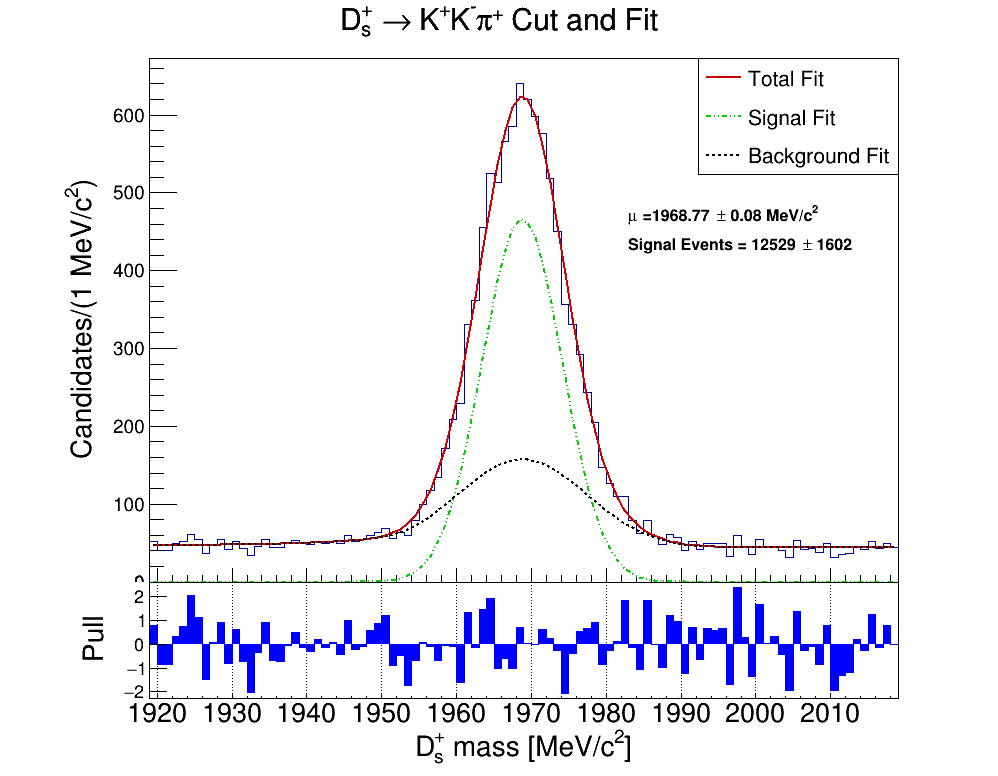 D_s^+ → K^+K^-π^+ Cut and Fit
Total Fit
Signal Fit
Background Fit
μ =1968.77 ± 0.08 MeV/c^2
Signal Events = 12529 ± 1602
Candidates/(1 MeV/c^2)
600
500
400
300
200
100
0
Pull
2
1
0
−1
−2
1920 1930 1940 1950 1960 1970 1980 1990 2000 2010
D_s^+ mass [MeV/c^2]